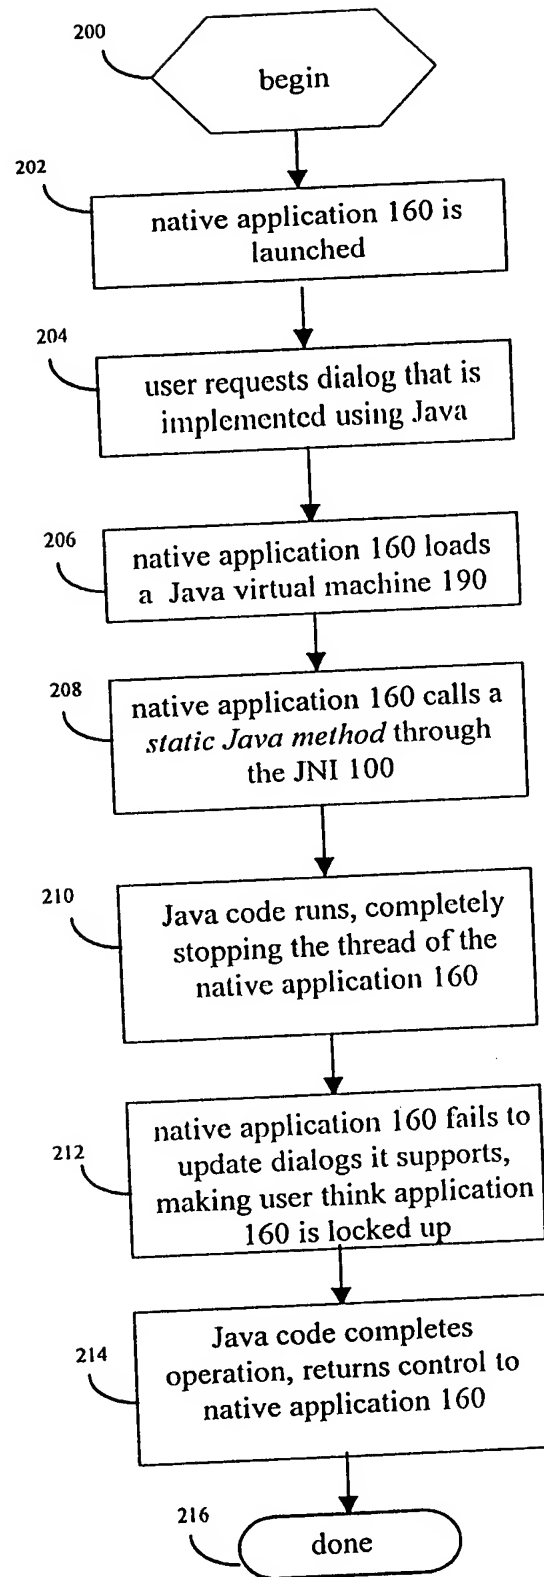 200
begin
202
native application 160 is
launched
204
user requests dialog that is
implemented using Java
206
native application 160 loads
a Java virtual machine 190
208
native application 160 calls a
static Java method through
the JNI 100
210
Java code runs, completely
stopping the thread of the
native application 160
212
native application 160 fails to
update dialogs it supports,
making user think application
160 is locked up
214
Java code completes
operation, returns control to
native application 160
216
done